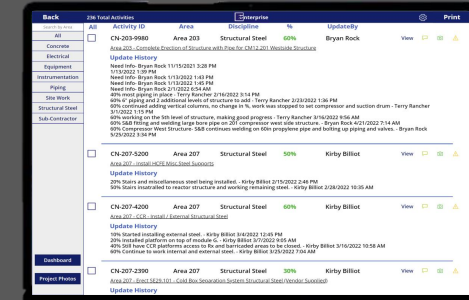 Back
236 Total Activities
Enterprise
Print
Search by Area
All
Activity ID
Area
Discipline
%
UpdateBy
All
Concrete
Electrical
Equipment
Instrumentation
Piping
Site Work
Structural Steel
Sub-Contractor
Dashboard
Project Photos
CN-203-9980 Area 203 Structural Steel 60% Bryan Rock View
Area 203 - Complete Erection of Structure with Pipe for CM12.201 Westside Structure
Update History
Need Info- Bryan Rock 11/15/2021 3:28 PM
1/13/2022 1:39 PM
Need Info- Bryan Rock 1/13/2022 1:43 PM
Need Info- Bryan Rock 1/13/2022 1:45 PM
Need Info- Bryan Rock 2/1/2022 6:54 AM
40% most piping in place - Terry Rancher 2/16/2022 3:14 PM
60% 6" piping and 2 additional levels of structure to add - Terry Rancher 2/23/2022 1:36 PM
60% continued adding vertical columns, no change in %, work was stopped to set compressor and suction drum - Terry Rancher
3/1/2022 1:15 PM
60% working on the 5th level of structure, making good progress - Terry Rancher 3/16/2022 9:56 AM
60% S&B fitting and welding large bore pipe on 201 compressor west side structure. - Bryan Rock 4/21/2022 7:14 AM
60% Compressor West Structure- S&B continues welding on 60in propylene pipe and bolting up piping and valves. - Bryan Rock
5/25/2022 3:34 PM
CN-207-5200 Area 207 Structural Steel 50% Kirby Billiot View
Area 207 - Install HCFE Misc.Steel Supports
Update History
20% Stairs and miscellaneous steel being installed. - Kirby Billiot 2/15/2022 2:46 PM
50% Stairs insatralled to reactor structure and working remaining steel. - Kirby Billiot 2/28/2022 10:35 AM
CN-207-4200 Area 207 Structural Steel 60% Kirby Billiot View
Area 207 - CCR - Install / External Structural Steel
Update History
10% Started installing external steel. - Kirby Billiot 3/4/2022 12:45 PM
20% Installed platform on top of module G. - Kirby Billiot 3/7/2022 9:05 AM
40% Still have CCR platforms access to Rx and barricaded areas to be closed. - Kirby Billiot 3/16/2022 10:58 AM
60% Continue to work internal and external steel. - Kirby Billiot 3/25/2022 7:04 AM
CN-207-2390 Area 207 Structural Steel 30% Kirby Billiot View
Area 207 - Erect SE29.101 - Cold Box Separation System Structural Steel (Vendor Supplied)
Update History